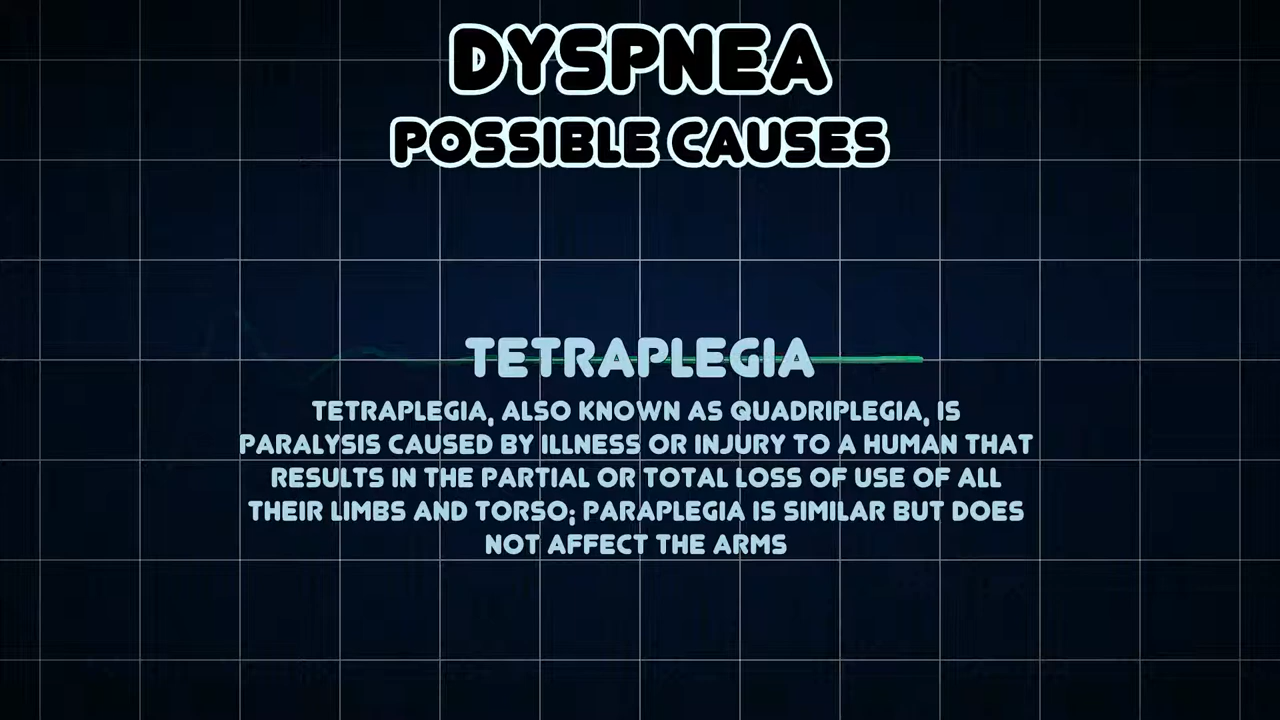 DYSPNEA
POSSIBLE CAUSES
TETRAPLEGIA
TETRAPLEGIA, ALSO KNOWN AS QUADRIPLEGIA, IS
PARALYSIS CAUSED BY ILLNESS OR INJURY TO A HUMAN THAT
RESULTS IN THE PARTIAL OR TOTAL LOSS OF USE OF ALL
THEIR LIMBS AND TORSO; PARAPLEGIA IS SIMILAR BUT DOES
NOT AFFECT THE ARMS